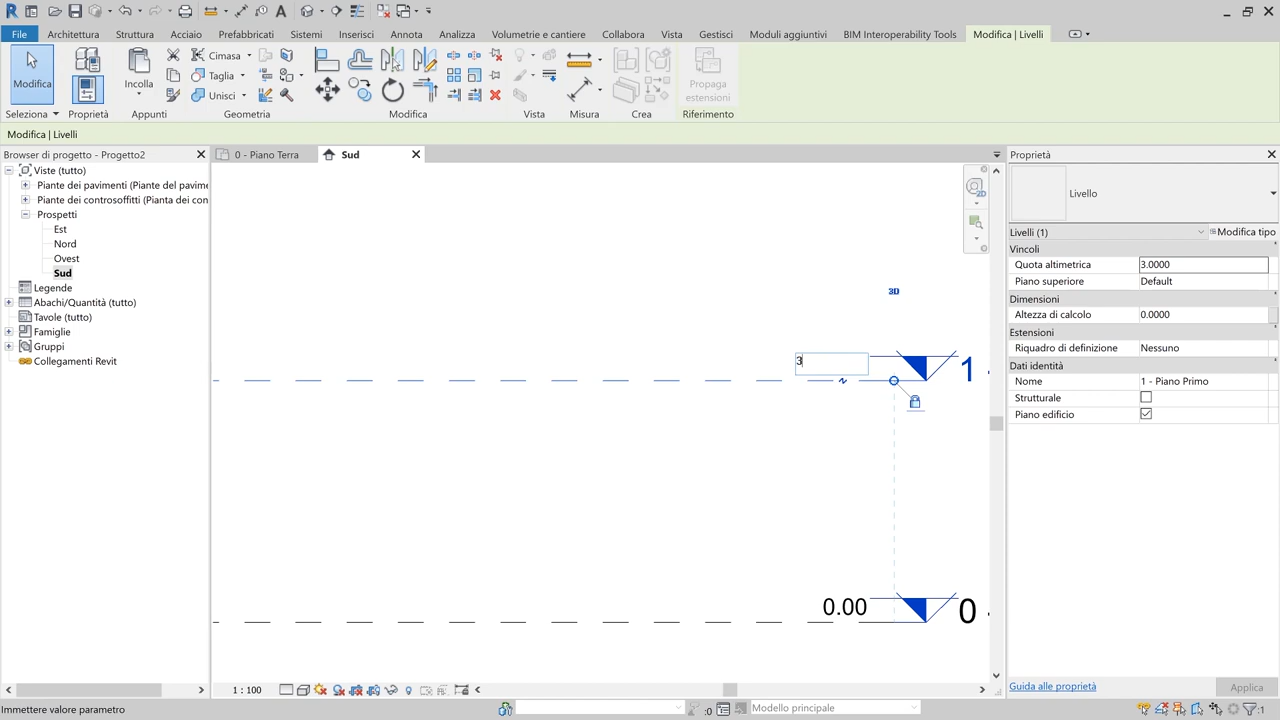 File Architettura Struttura Acciaio Prefabbricati Sistemi Inserisci Annota Analizza Volumetrie e cantiere Collabora Vista Gestisci Moduli aggiuntivi BIM Interoperability Tools Modifica | Livelli
Modifica
Incolla
Cimasa
Taglia
Unisci
Propaga
estensioni
Seleziona Proprietà Appunti Geometria Modifica Vista Misura Crea Riferimento
Modifica | Livelli
Browser di progetto - Progetto2
0 - Piano Terra
Sud
Proprietà
Viste (tutto)
Piante dei pavimenti (Piante del pavime
Piante dei controsoffitti (Pianta dei con
Prospetti
Est
Nord
Ovest
Sud
Legende
Abachi/Quantità (tutto)
Tavole (tutto)
Famiglie
Gruppi
Collegamenti Revit
2D
3D
3
1 -
0.00
0 -
Livello
Livelli (1)
Modifica tipo
Vincoli
Quota altimetrica 3.0000
Piano superiore Default
Dimensioni
Altezza di calcolo 0.0000
Estensioni
Riquadro di definizione Nessuno
Dati identità
Nome 1 - Piano Primo
Strutturale
Piano edificio
1 : 100
Guida alle proprietà
Applica
Immettere valore parametro
:0
Modello principale
:1